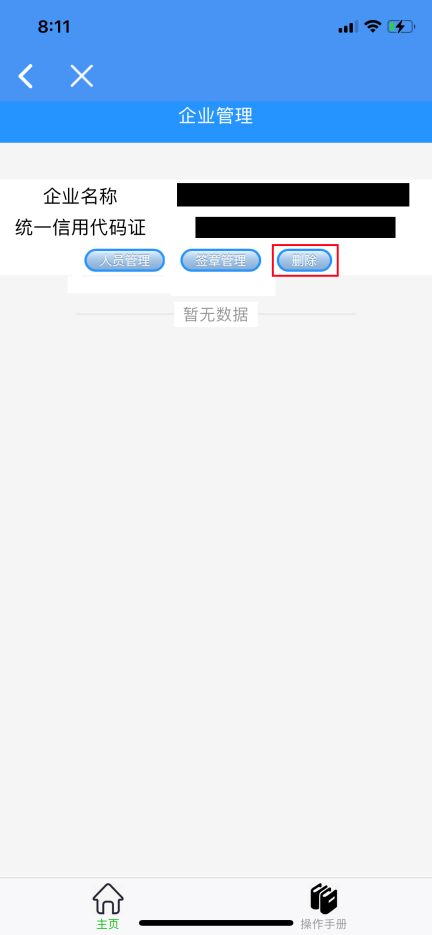 8:11
企业管理
企业名称
统一信用代码证
人员管理 签章管理 删除
暂无数据
主页 操作手册